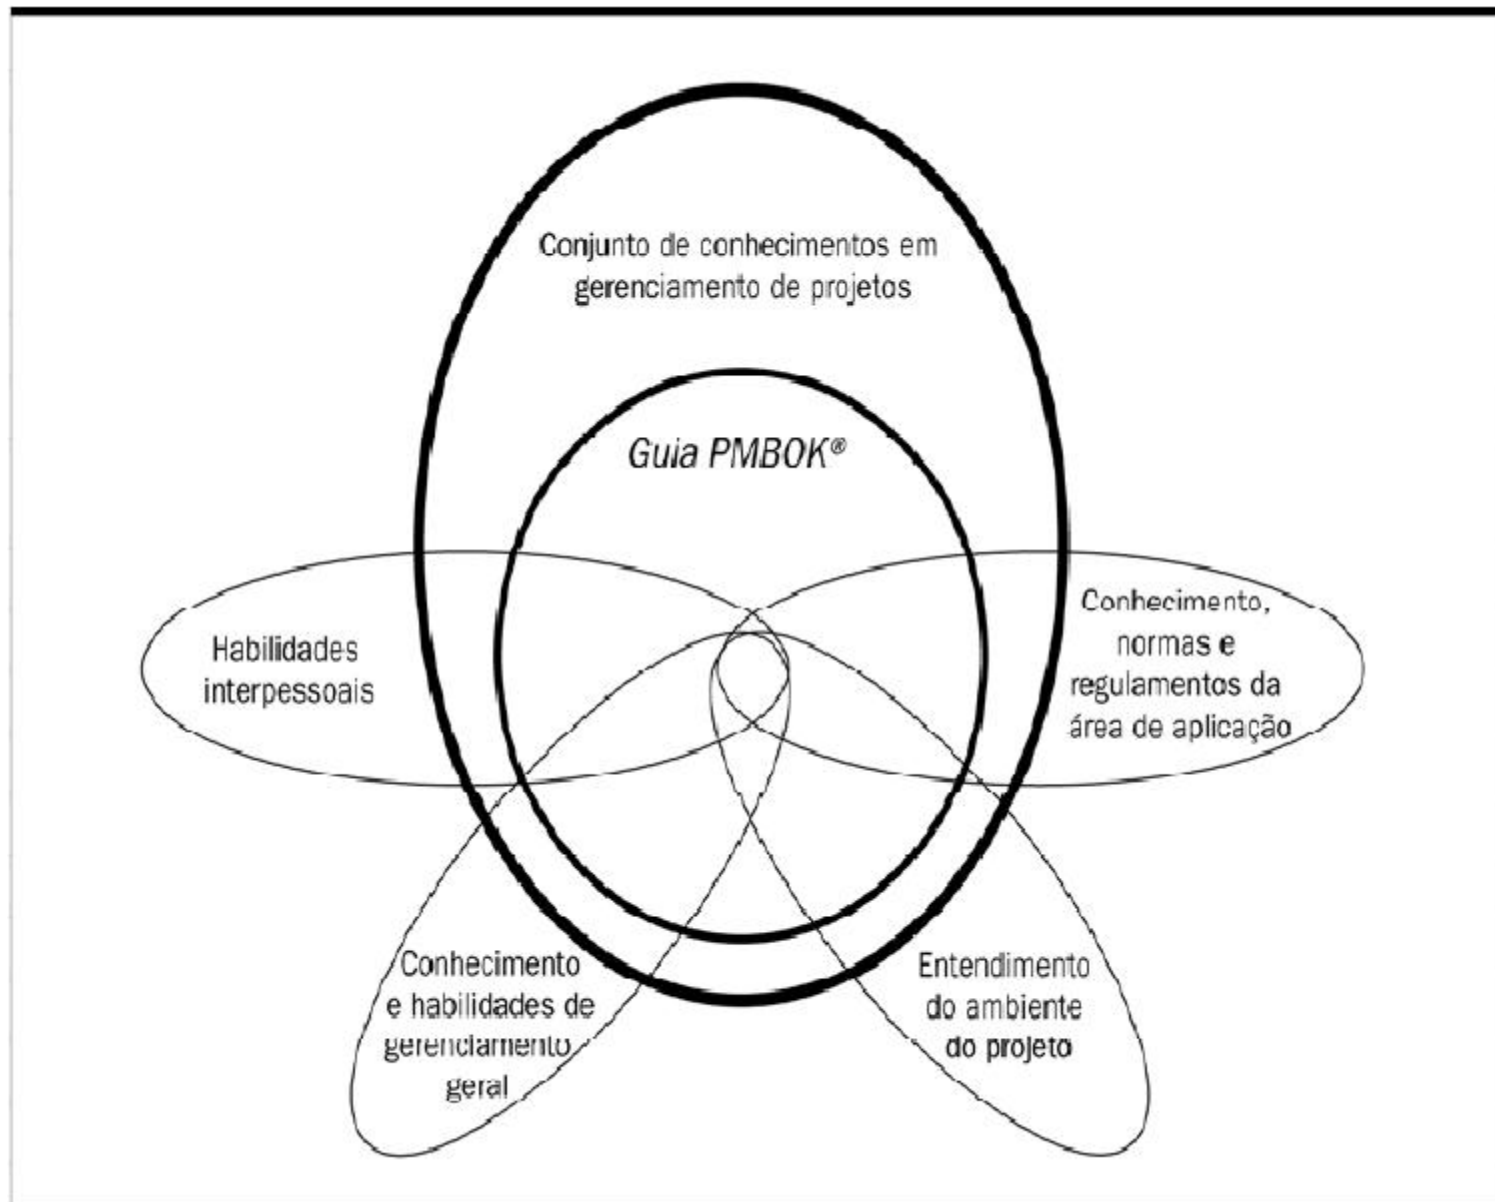 Conjunto de conhecimentos em
gerenciamento de projetos
Guia PMBOK®
Habilidades
interpessoais
Conhecimento,
normas e
regulamentos da
área de aplicação
Conhecimento
e habilidades de
gerenciamento
geral
Entendimento
do ambiente
do projeto